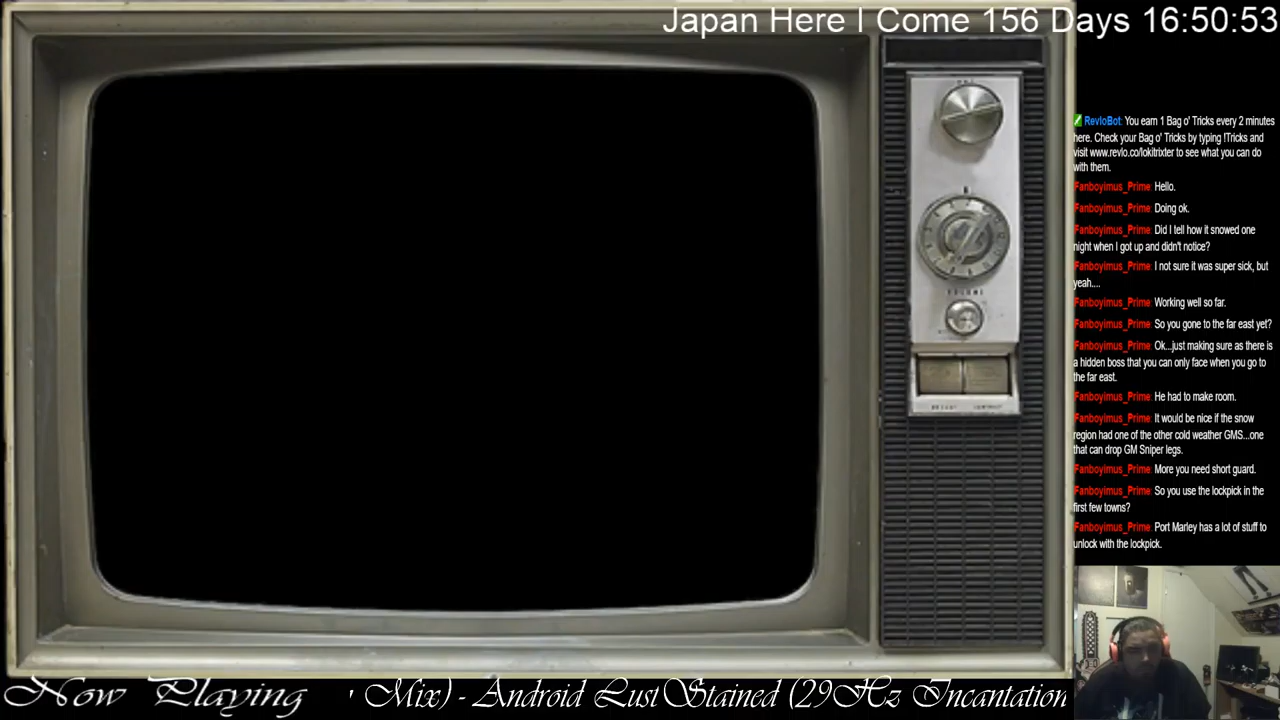 Japan Here I Come 156 Days 16:50:53
RevloBot: You earn 1 Bag o' Tricks every 2 minutes
here. Check your Bag o' Tricks by typing !Tricks and
visit www.revlo.co/lokitrixter to see what you can do
with them.
Fanboyimus_Prime: Hello.
Fanboyimus_Prime: Doing ok.
Fanboyimus_Prime: Did I tell how it snowed one
night when I got up and didn't notice?
Fanboyimus_Prime: I not sure it was super sick, but
yeah....
Fanboyimus_Prime: Working well so far.
Fanboyimus_Prime: So you gone to the far east yet?
Fanboyimus_Prime: Ok...just making sure as there is
a hidden boss that you can only face when you go to
the far east.
Fanboyimus_Prime: He had to make room.
Fanboyimus_Prime: It would be nice if the snow
region had one of the other cold weather GMS...one
that can drop GM Sniper legs.
Fanboyimus_Prime: More you need short guard.
Fanboyimus_Prime: So you use the lockpick in the
first few towns?
Fanboyimus_Prime: Port Marley has a lot of stuff to
unlock with the lockpick.
VOLUME
Now Playing
Mix) - Android Lust Stained (29Hz Incantation